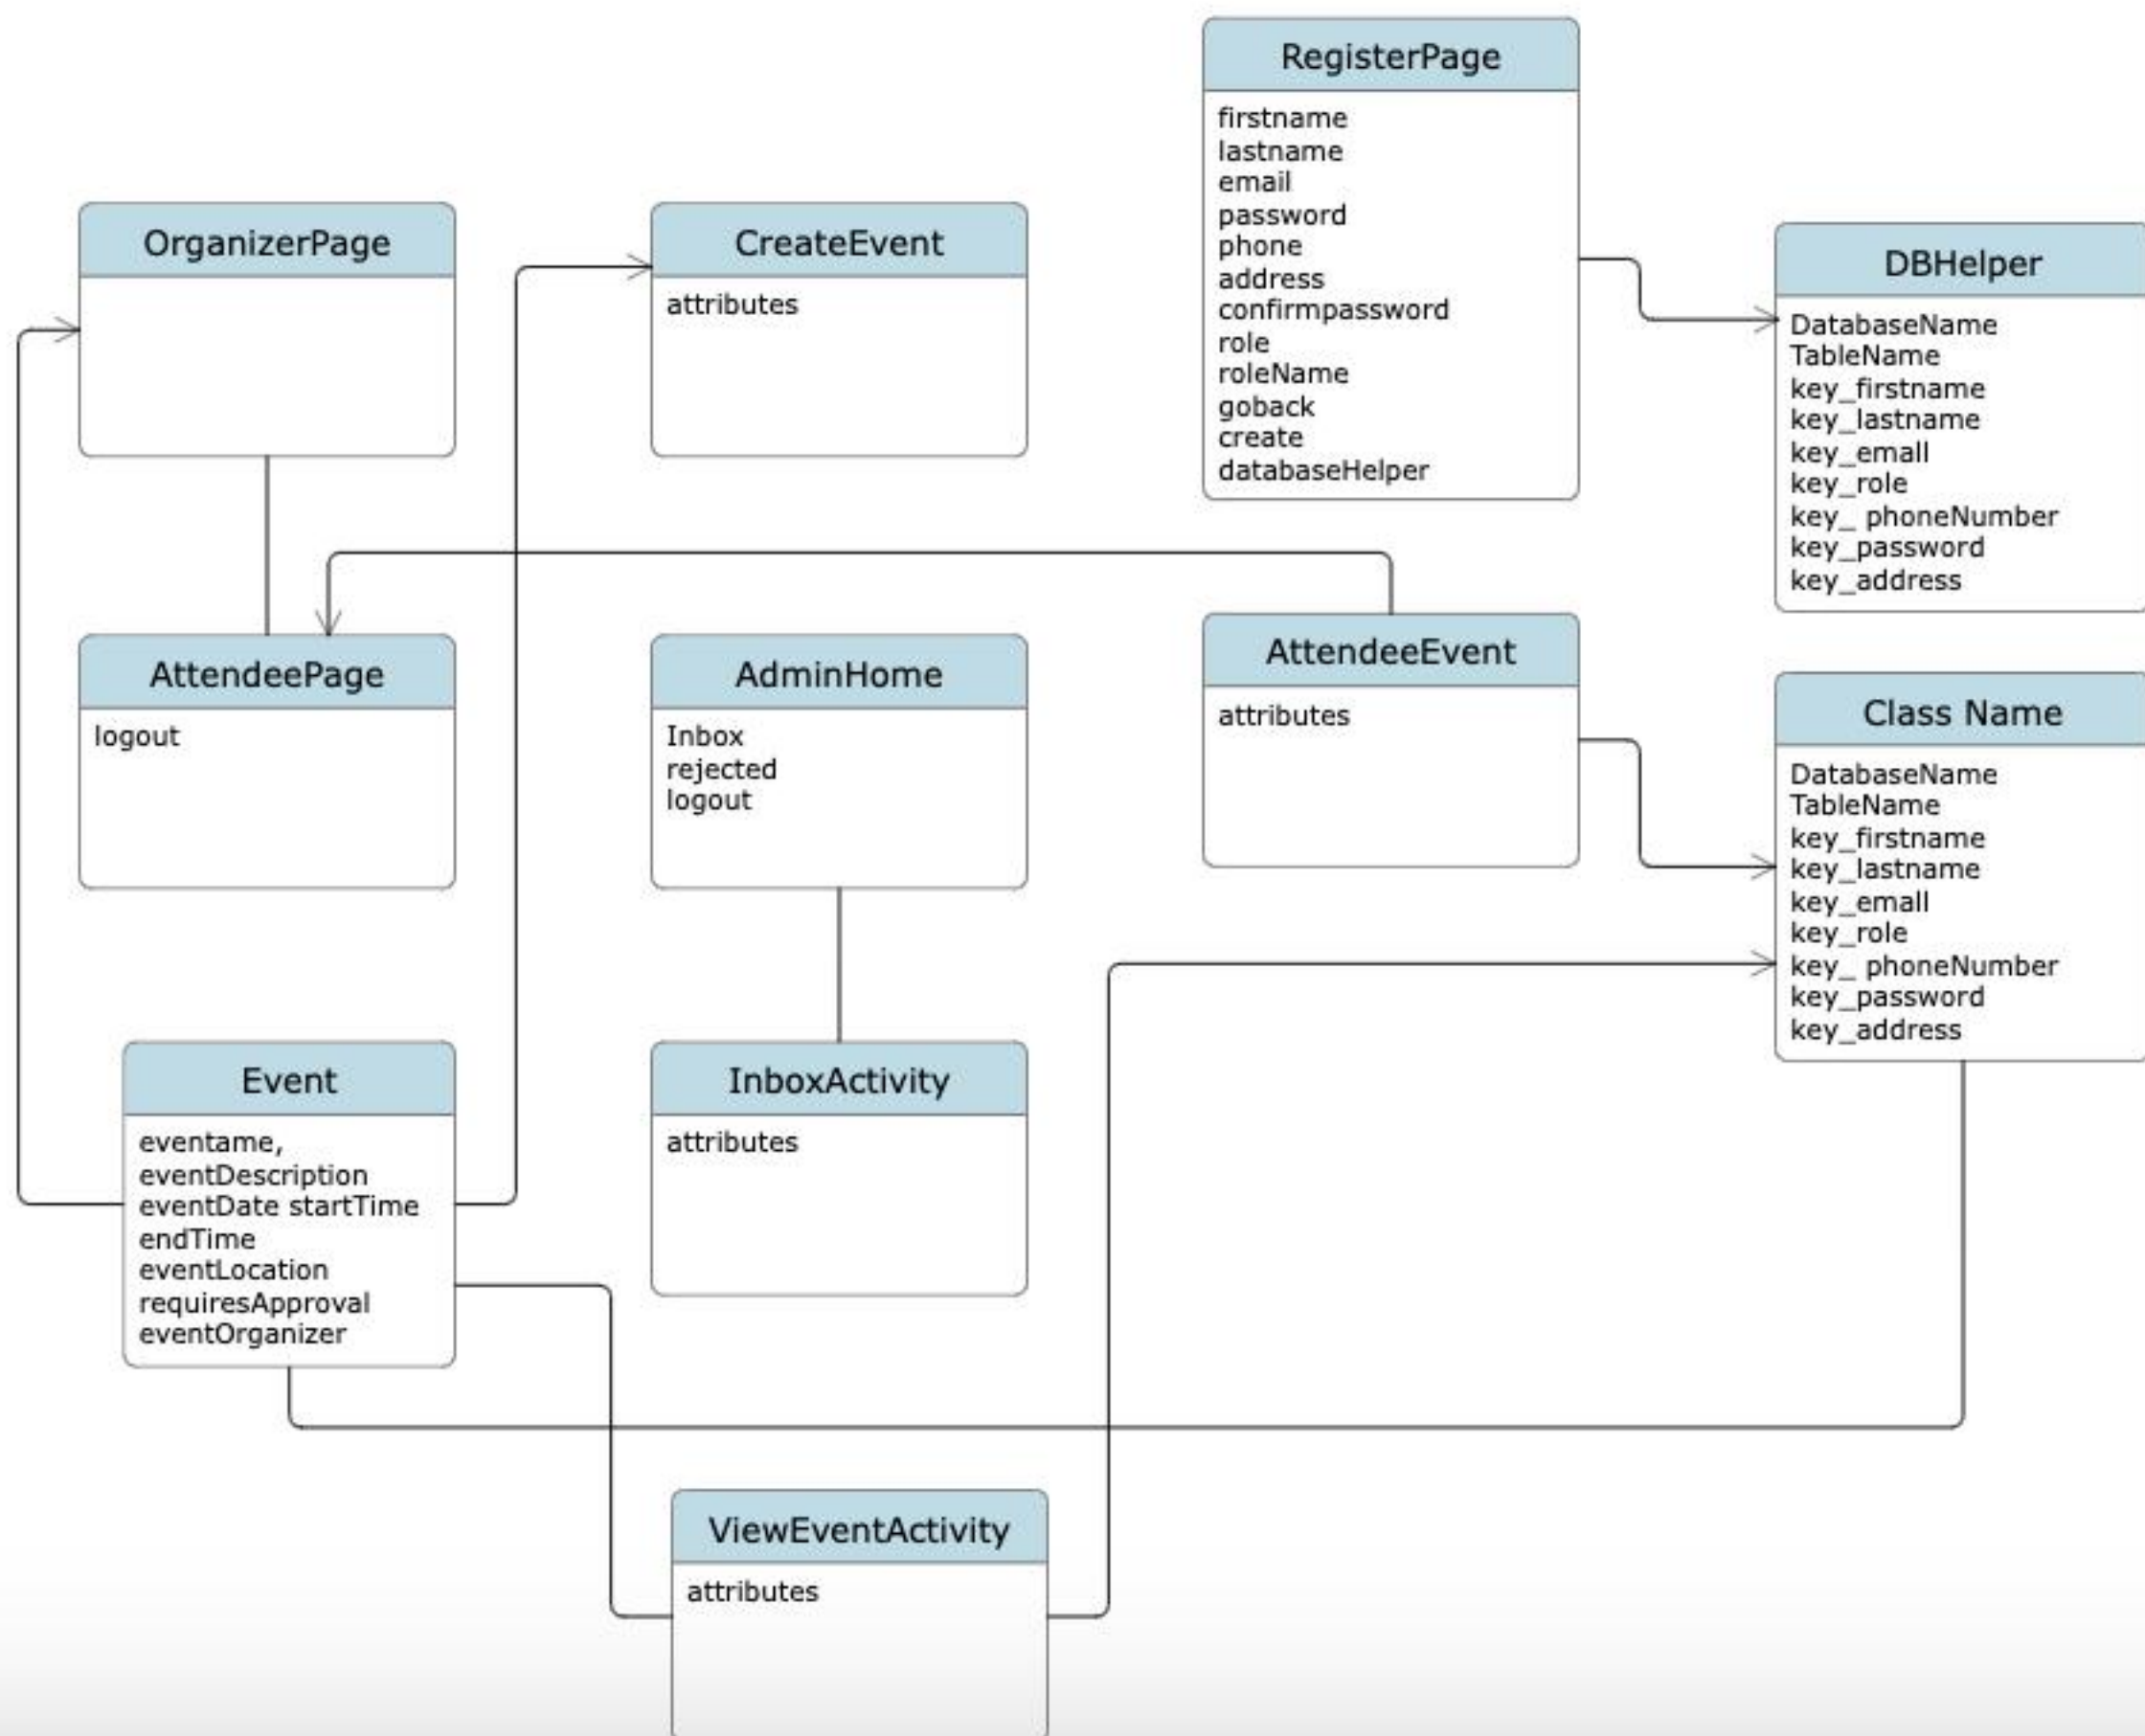 RegisterPage
firstname
lastname
email
password
phone
address
confirmpassword
role
roleName
goback
create
databaseHelper
OrganizerPage
CreateEvent
attributes
DBHelper
DatabaseName
TableName
key_firstname
key_lastname
key_emall
key_role
key_ phoneNumber
key_password
key_address
AttendeePage
logout
AdminHome
Inbox
rejected
logout
AttendeeEvent
attributes
Class Name
DatabaseName
TableName
key_firstname
key_lastname
key_emall
key_role
key_ phoneNumber
key_password
key_address
Event
eventame,
eventDescription
eventDate startTime
endTime
eventLocation
requiresApproval
eventOrganizer
InboxActivity
attributes
ViewEventActivity
attributes